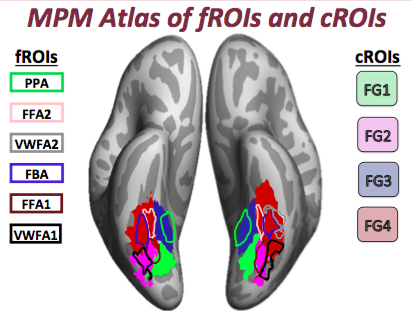 MPM Atlas of fROIs and cROIs
fROIs
PPA
FFA2
VWFA2
FBA
FFA1
VWFA1
cROIs
FG1
FG2
FG3
FG4